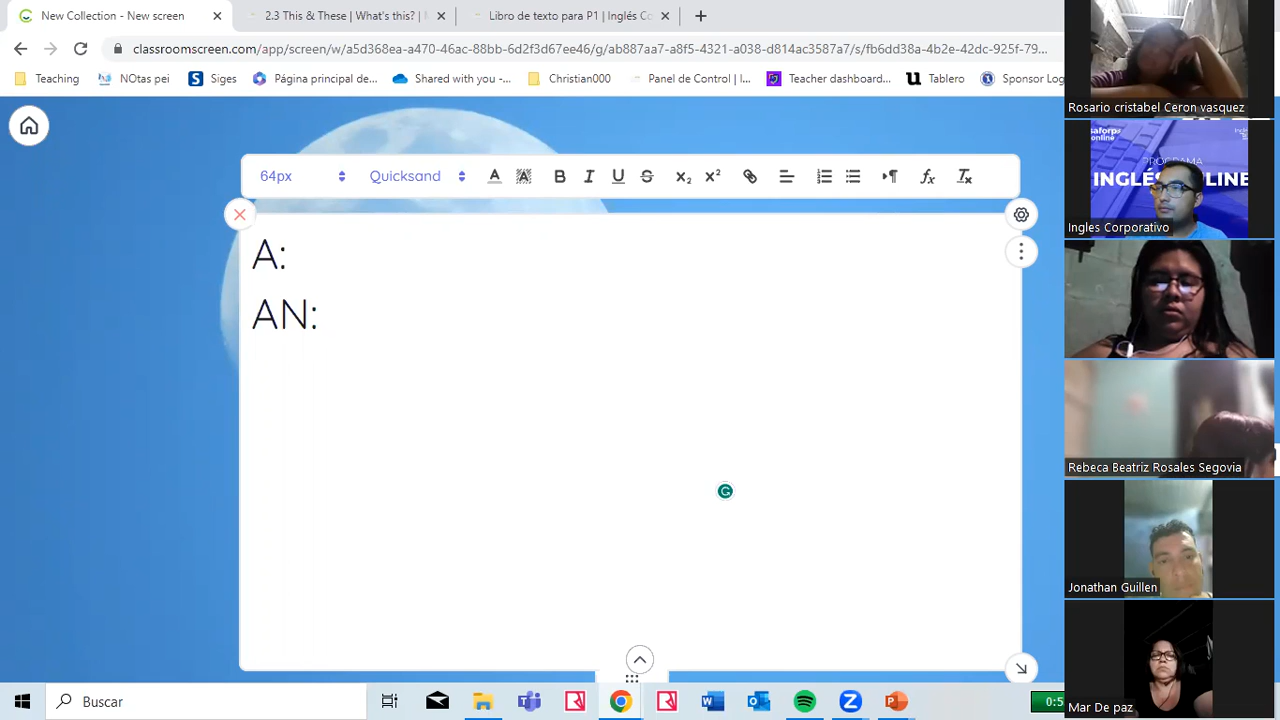 New Collection - New screen
2.3 This & These | What's this? |
Libro de texto para P1 | Inglés Co
classroomscreen.com/app/screen/w/a5d368ea-a470-46ac-88bb-6d2f3d67ee46/g/ab887aa7-a8f5-4321-a038-d814ac3587a7/s/fb6dd38a-4b2e-42dc-925f-79...
Teaching
NOtas pei
Siges
Página principal de...
Shared with you -...
Christian000
Panel de Control | I...
Teacher dashboard...
Tablero
Sponsor Log
64px
Quicksand
A:
AN:
Buscar
0:5
Rosario cristabel Ceron vasquez
PROGRAMA
Ingles Corporativo
Rebeca Beatriz Rosales Segovia
Jonathan Guillen
Mar De paz